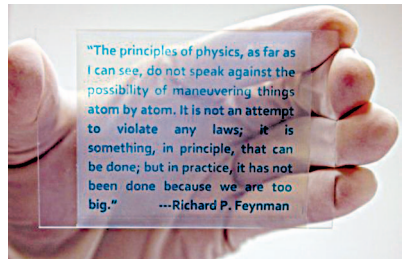 "The principles of physics, as far as
I can see, do not speak against the
possibility of maneuvering things
atom by atom. It is not an attempt
to violate any laws; it is
something, in principle, that can
be done; but in practice, it has not
been done because we are too
big." ---Richard P. Feynman